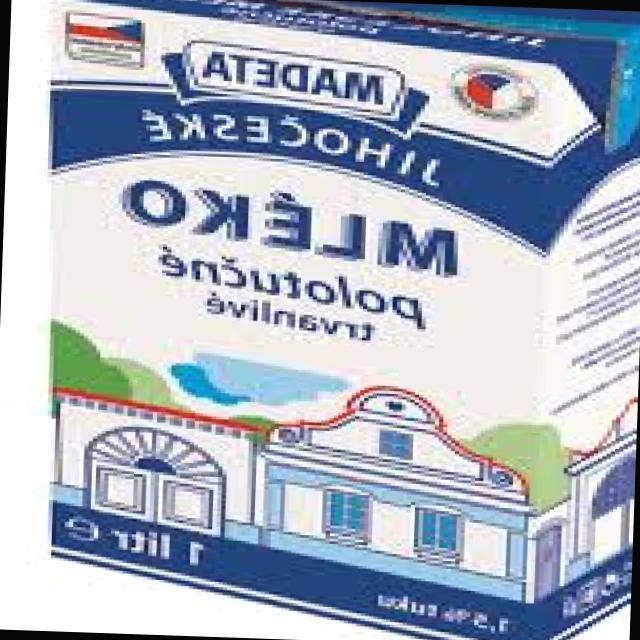 MADETA
JIHOČESKÉ
MLÉKO
polotučné
trvanlivé
1 litr ℮
1,5% tuku